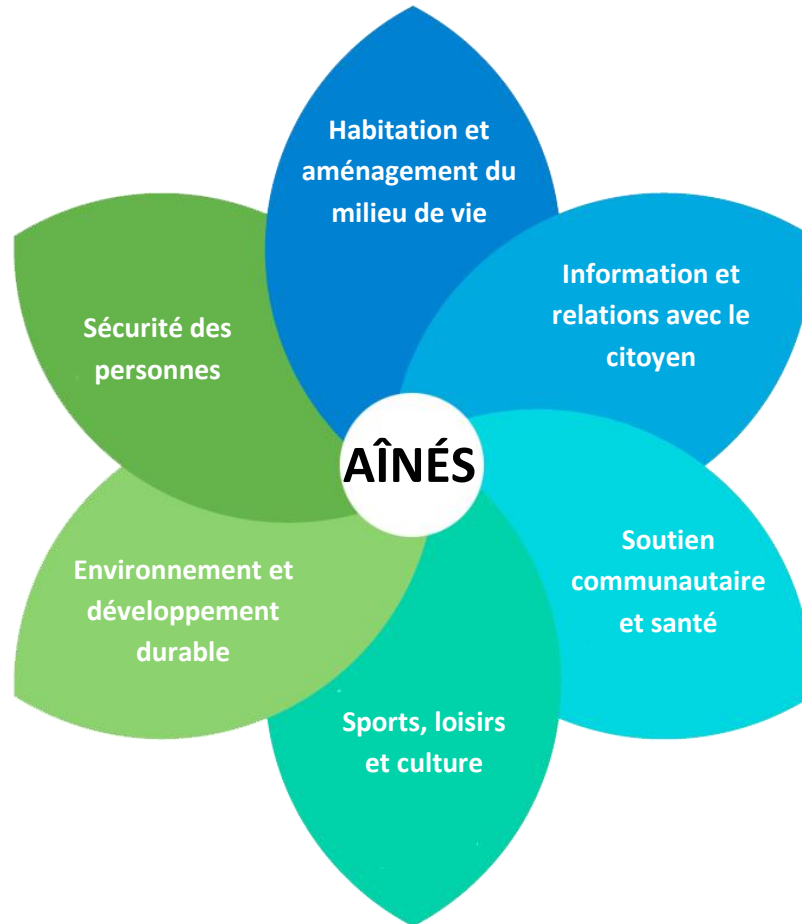 Habitation et
aménagement du
milieu de vie
Information et
relations avec le
citoyen
Sécurité des
personnes
AÎNÉS
Soutien
communautaire
et santé
Environnement et
développement
durable
Sports, loisirs
et culture